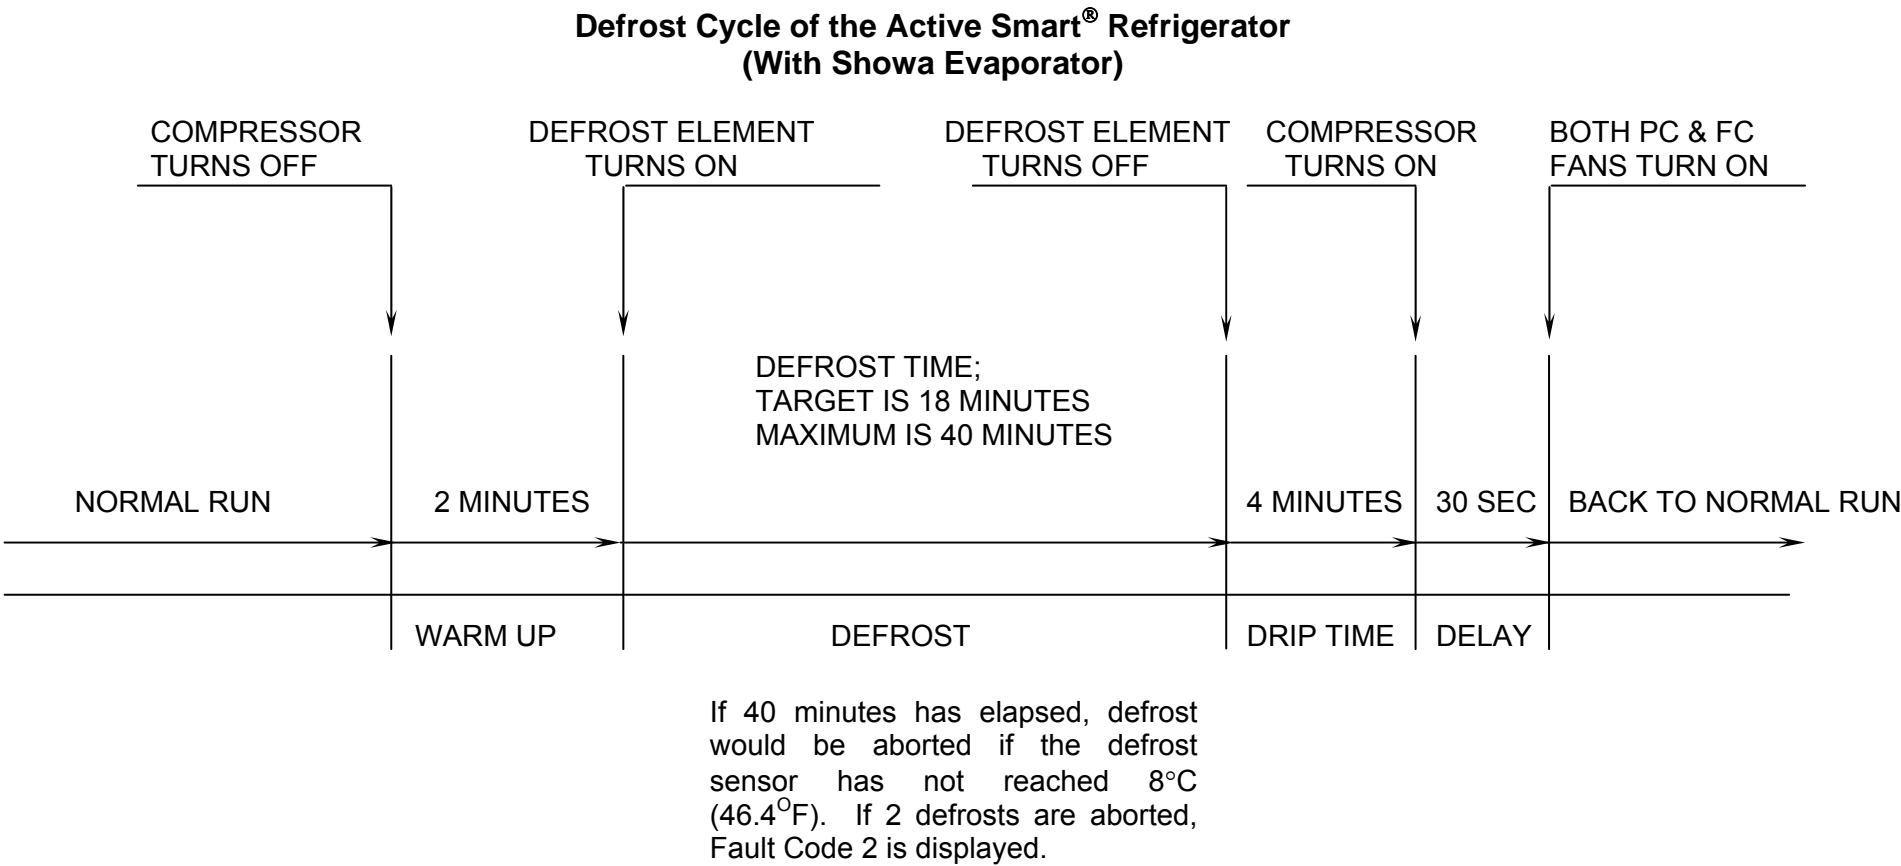 Defrost Cycle of the Active Smart® Refrigerator
(With Showa Evaporator)
COMPRESSOR
TURNS OFF
DEFROST ELEMENT
TURNS ON
DEFROST ELEMENT
TURNS OFF
COMPRESSOR
TURNS ON
BOTH PC & FC
FANS TURN ON
DEFROST TIME;
TARGET IS 18 MINUTES
MAXIMUM IS 40 MINUTES
NORMAL RUN
2 MINUTES
4 MINUTES
30 SEC
BACK TO NORMAL RUN
WARM UP
DEFROST
DRIP TIME
DELAY
If 40 minutes has elapsed, defrost
would be aborted if the defrost
sensor has not reached 8°C
(46.4°F). If 2 defrosts are aborted,
Fault Code 2 is displayed.